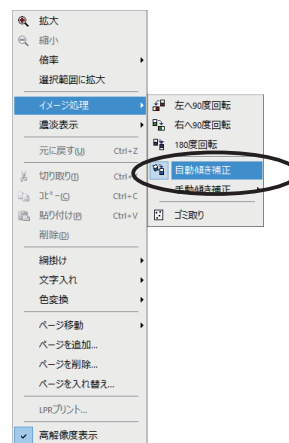 拡大
縮小
倍率
選択範囲に拡大
イメージ処理
濃淡表示
元に戻す(U) Ctrl+Z
切り取り(T) Ctrl+
ｺﾋﾟｰ(C) Ctrl+C
貼り付け(P) Ctrl+V
削除(D)
網掛け
文字入れ
色変換
ページ移動
ページを追加...
ページを削除...
ページを入れ替え...
LPRプリント...
高解像度表示
左へ90度回転
右へ90度回転
180度回転
自動傾き補正
手動傾き補正
ゴミ取り